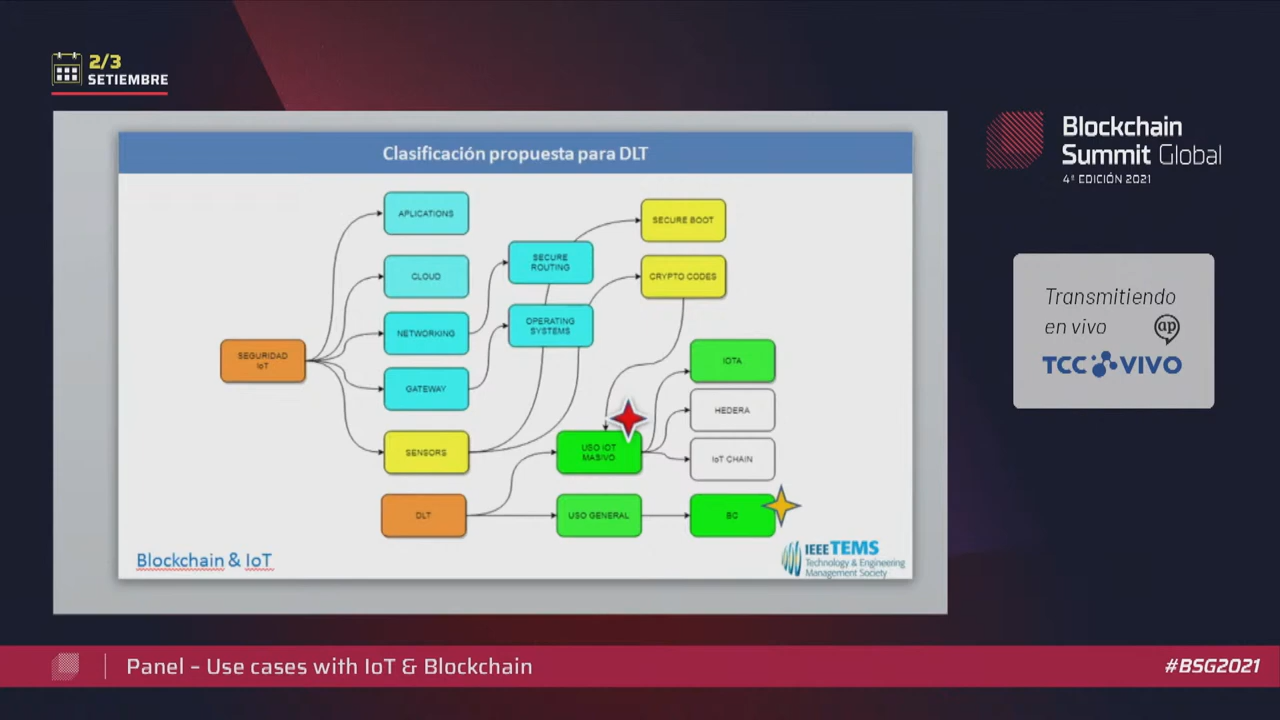 2/3
SETIEMBRE
Clasificación propuesta para DLT
APLICATIONS
CLOUD
NETWORKING
GATEWAY
SENSORS
DLT
SEGURIDAD
IoT
SECURE
ROUTING
OPERATING
SYSTEMS
SECURE BOOT
CRYPTO CODES
USO IOT
MASIVO
USO GENERAL
IOTA
HEDERA
IoT CHAIN
BC
Blockchain & IoT
IEEE TEMS
Technology & Engineering
Management Society
Blockchain
Summit Global
4ª EDICIÓN 2021
Transmitiendo
en vivo ap
TCC VIVO
Panel – Use cases with IoT & Blockchain
#BSG2021